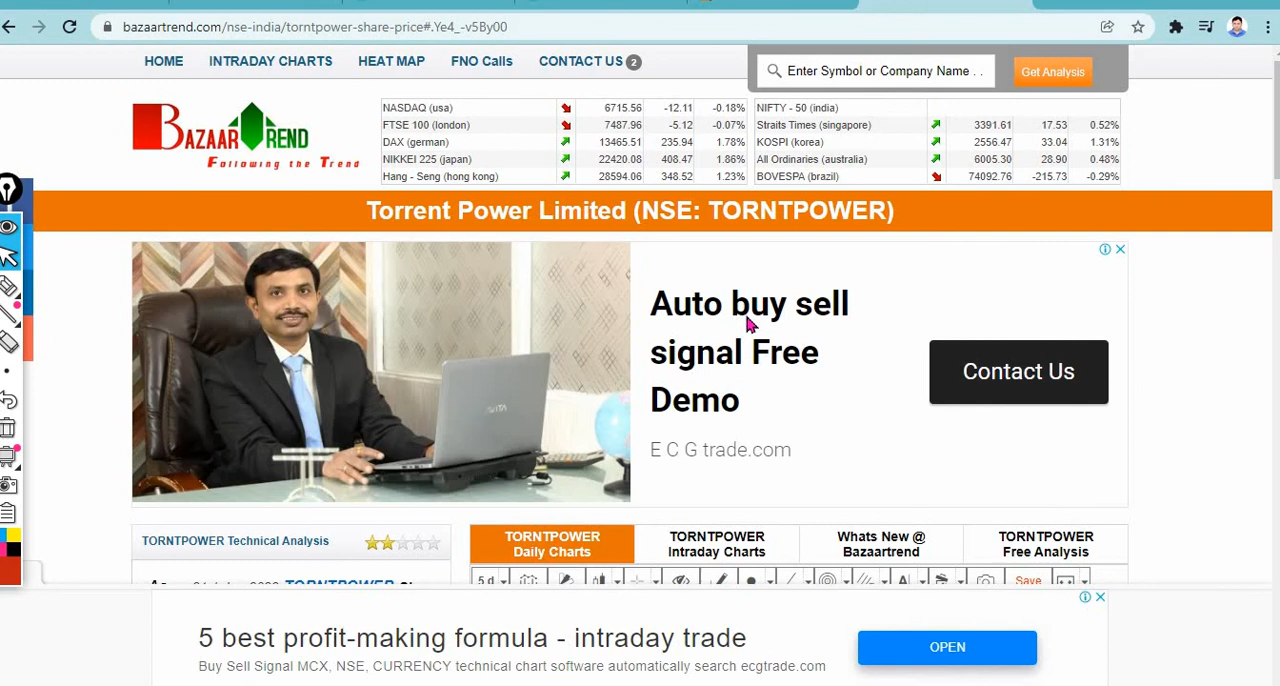 bazaartrend.com/nse-india/torntpower-share-price#.Ye4_-v5By00
HOME INTRADAY CHARTS HEAT MAP FNO Calls CONTACT US 2
Enter Symbol or Company Name . . Get Analysis
BAZAARTREND
Following the Trend
NASDAQ (usa) 6715.56 -12.11 -0.18%
FTSE 100 (london) 7487.96 -5.12 -0.07%
DAX (german) 13465.51 235.94 1.78%
NIKKEI 225 (japan) 22420.08 408.47 1.86%
Hang - Seng (hong kong) 28594.06 348.52 1.23%
NIFTY - 50 (india)
Straits Times (singapore) 3391.61 17.53 0.52%
KOSPI (korea) 2556.47 33.04 1.31%
All Ordinaries (australia) 6005.30 28.90 0.48%
BOVESPA (brazil) 74092.76 -215.73 -0.29%
Torrent Power Limited (NSE: TORNTPOWER)
Auto buy sell
signal Free
Demo
E C G trade.com
Contact Us
TORNTPOWER Technical Analysis
TORNTPOWER
Daily Charts
TORNTPOWER
Intraday Charts
Whats New @
Bazaartrend
TORNTPOWER
Free Analysis
5 d
Save
5 best profit-making formula - intraday trade
Buy Sell Signal MCX, NSE, CURRENCY technical chart software automatically search ecgtrade.com
OPEN